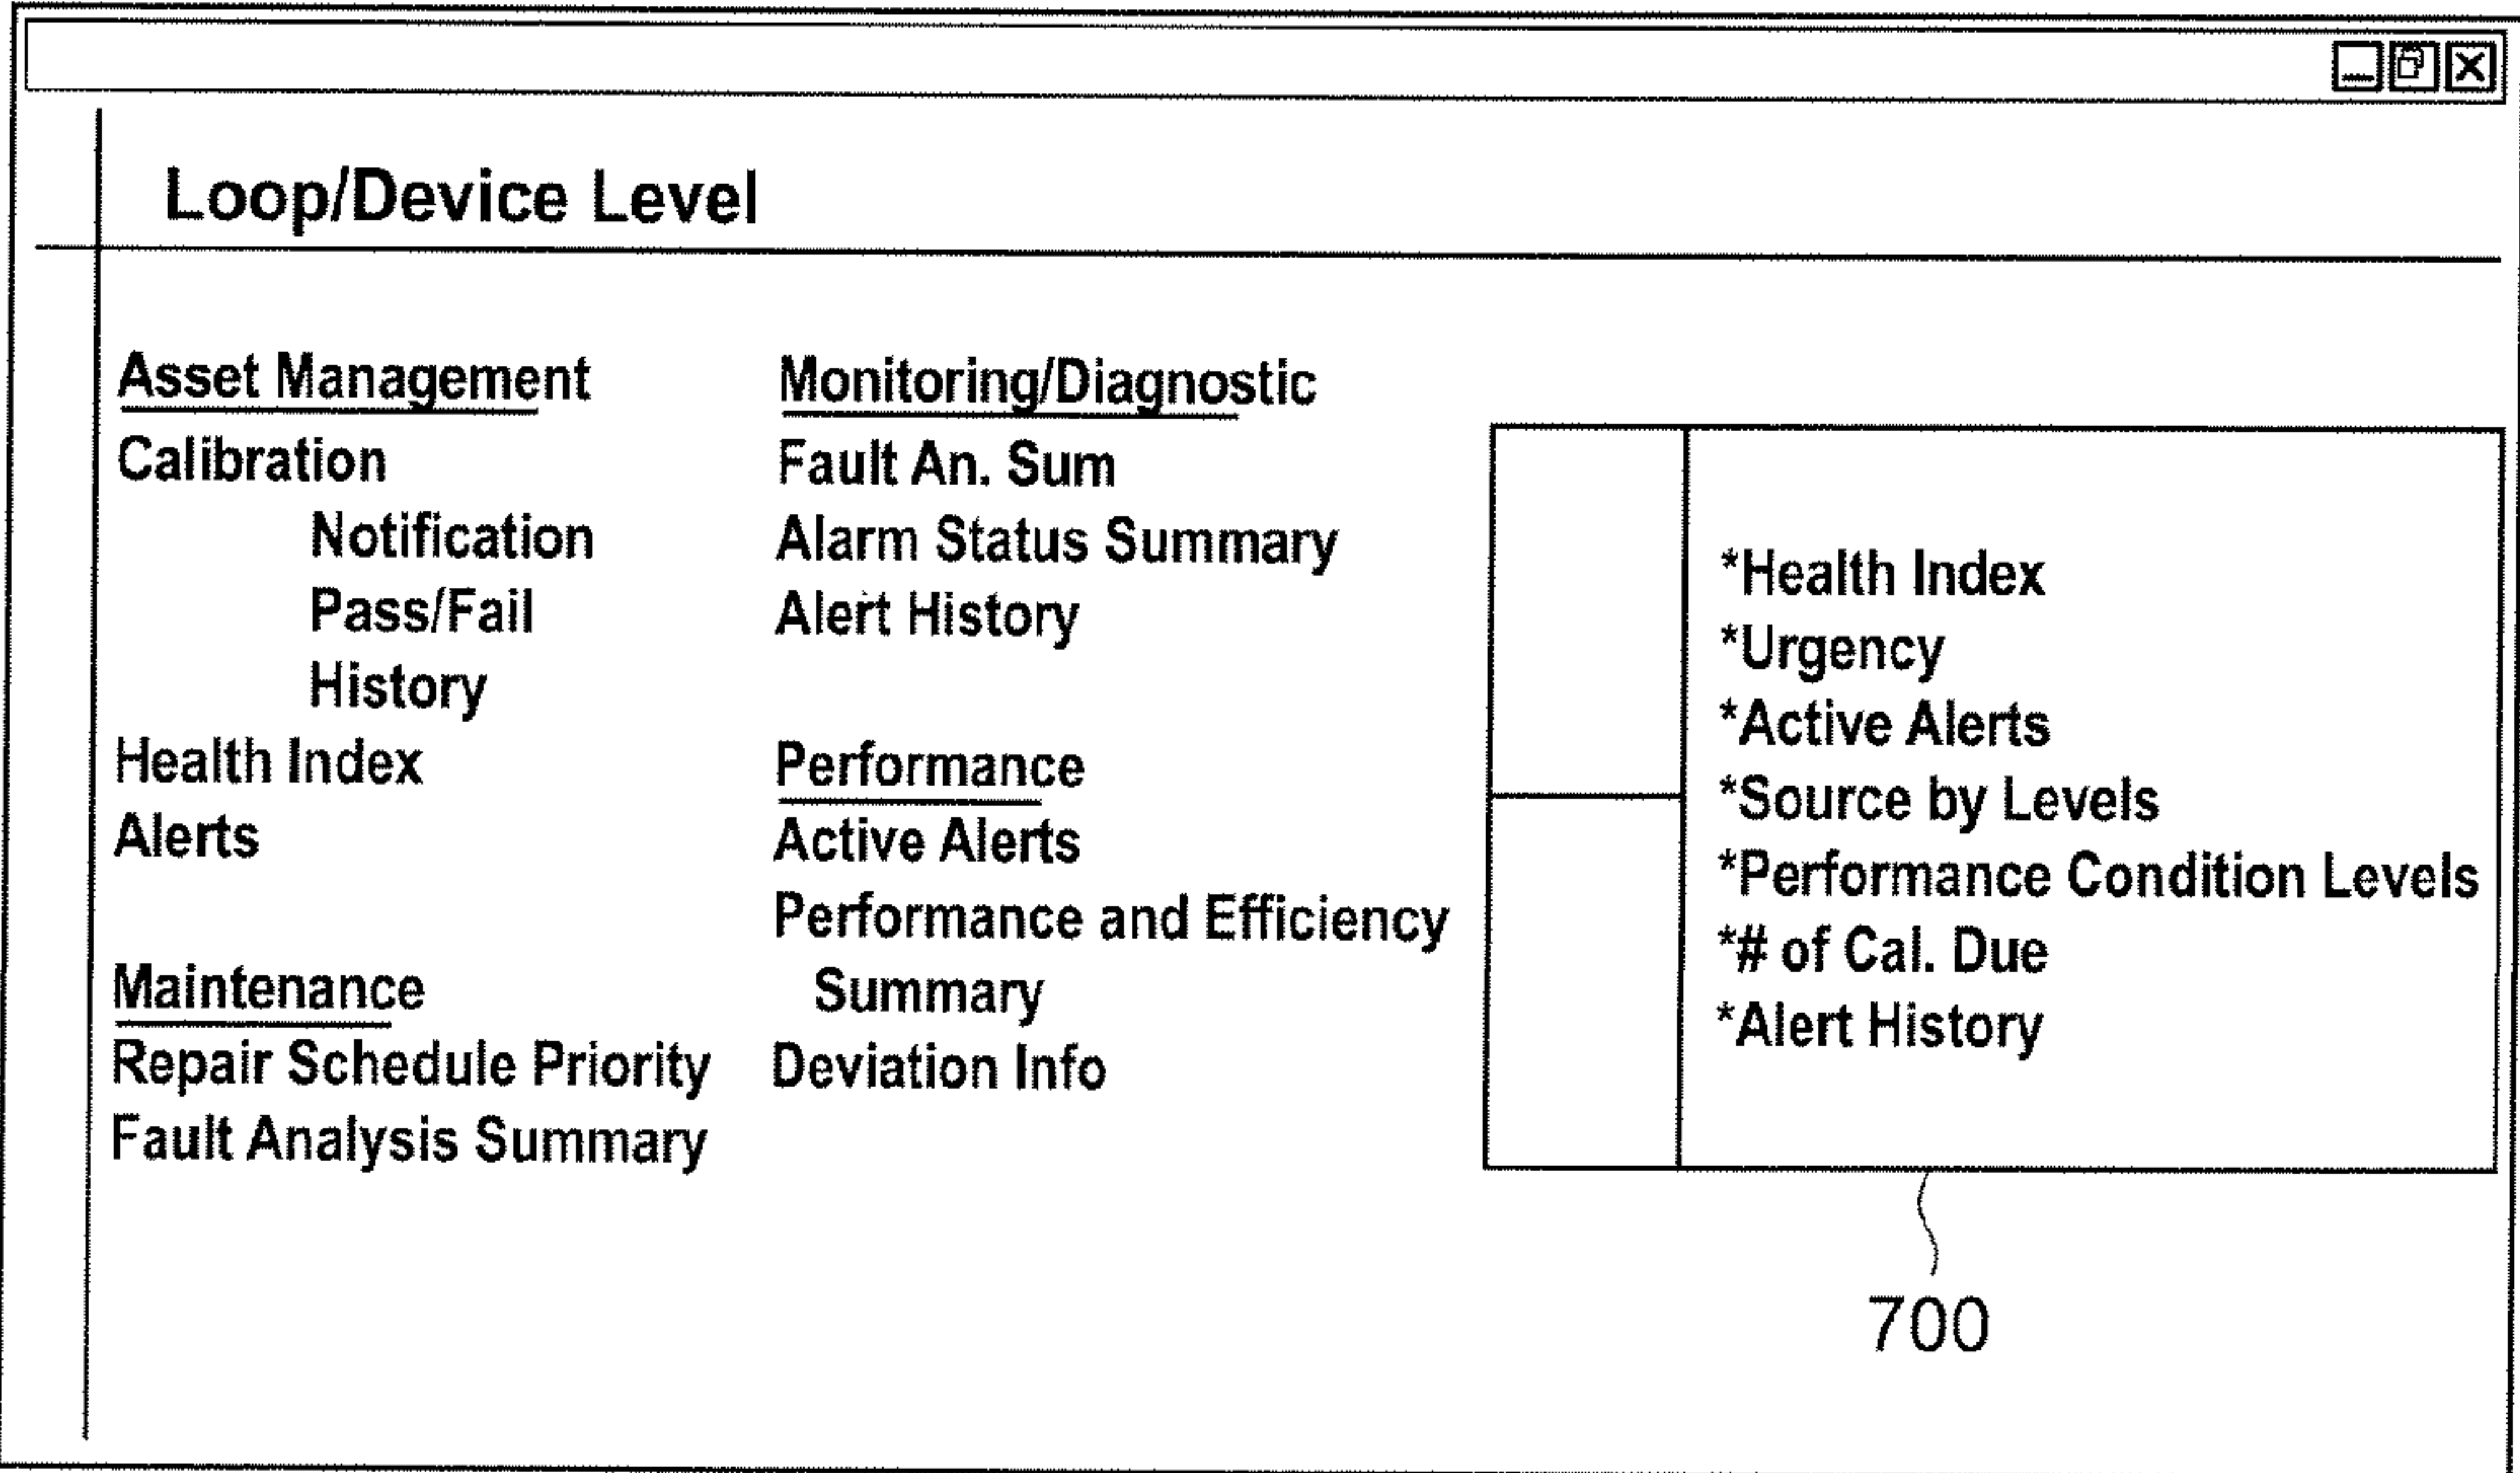 Loop/Device Level
Asset Management
Calibration
Notification
Pass/Fail
History
Health Index
Alerts
Maintenance
Repair Schedule Priority
Fault Analysis Summary
Monitoring/Diagnostic
Fault An. Sum
Alarm Status Summary
Alert History
Performance
Active Alerts
Performance and Efficiency
Summary
Deviation Info
*Health Index
*Urgency
*Active Alerts
*Source by Levels
*Performance Condition Levels
*# of Cal. Due
*Alert History
700